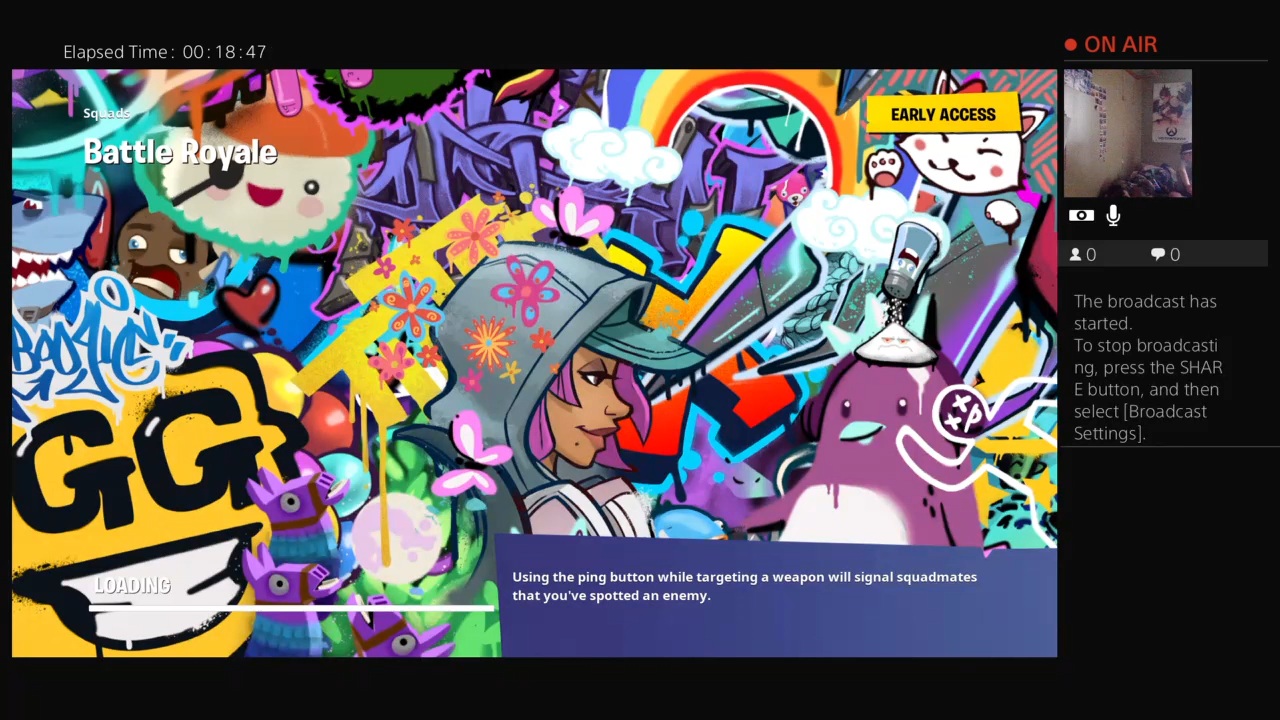 Elapsed Time: 00:18:47
ON AIR
Squads
Battle Royale
EARLY ACCESS
0 0
The broadcast has
started.
To stop broadcasti
ng, press the SHAR
E button, and then
select [Broadcast
Settings].
GG
LOADING
Using the ping button while targeting a weapon will signal squadmates
that you've spotted an enemy.